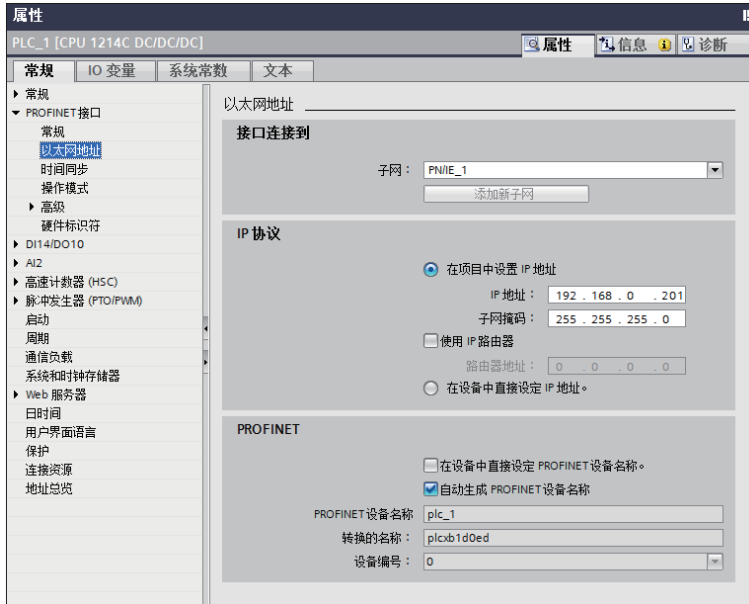 属性
PLC_1 [CPU 1214C DC/DC/DC]
属性 信息 诊断
常规 IO 变量 系统常数 文本
常规
PROFINET接口
常规
以太网地址
时间同步
操作模式
高级
硬件标识符
DI14/DO10
AI2
高速计数器 (HSC)
脉冲发生器 (PTO/PWM)
启动
周期
通信负载
系统和时钟存储器
Web 服务器
日时间
用户界面语言
保护
连接资源
地址总览
以太网地址
接口连接到
子网： PN/IE_1
添加新子网
IP 协议
在项目中设置 IP 地址
IP 地址： 192 . 168 . 0 . 201
子网掩码： 255 . 255 . 255 . 0
使用 IP 路由器
路由器地址： 0 . 0 . 0 . 0
在设备中直接设定 IP 地址。
PROFINET
在设备中直接设定 PROFINET 设备名称。
自动生成 PROFINET 设备名称
PROFINET 设备名称 plc_1
转换的名称： plcxb1d0ed
设备编号： 0